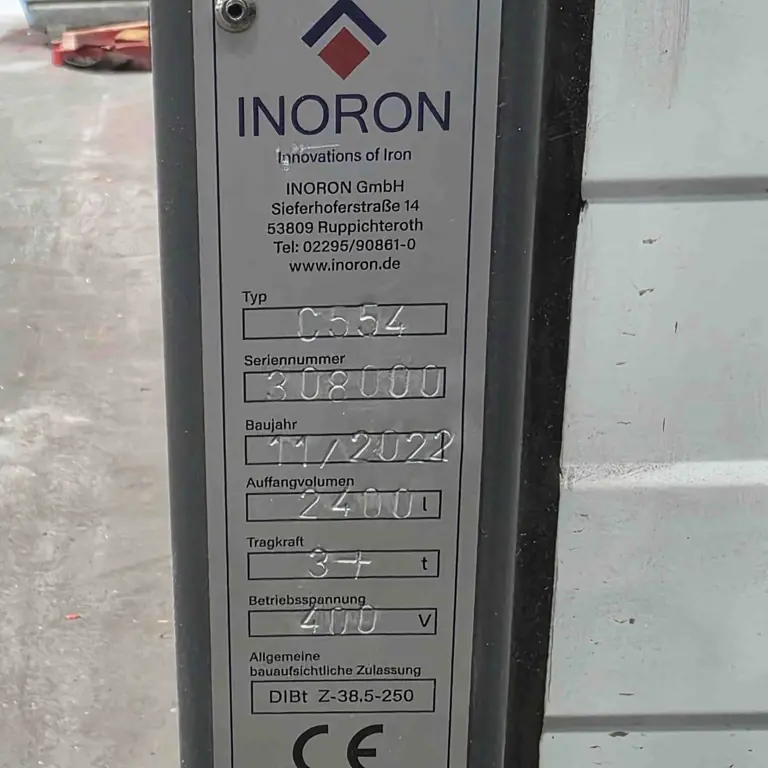 INORON
Innovations of Iron
INORON GmbH
Sieferhoferstraße 14
53809 Ruppichteroth
Tel: 02295/90861-0
www.inoron.de
Typ
C554
Seriennummer
308000
Baujahr
11/2022
Auffangvolumen
2400 l
Tragkraft
3t t
Betriebsspannung
400 V
Allgemeine
bauaufsichtliche Zulassung
DIBt Z-38.5-250
CE